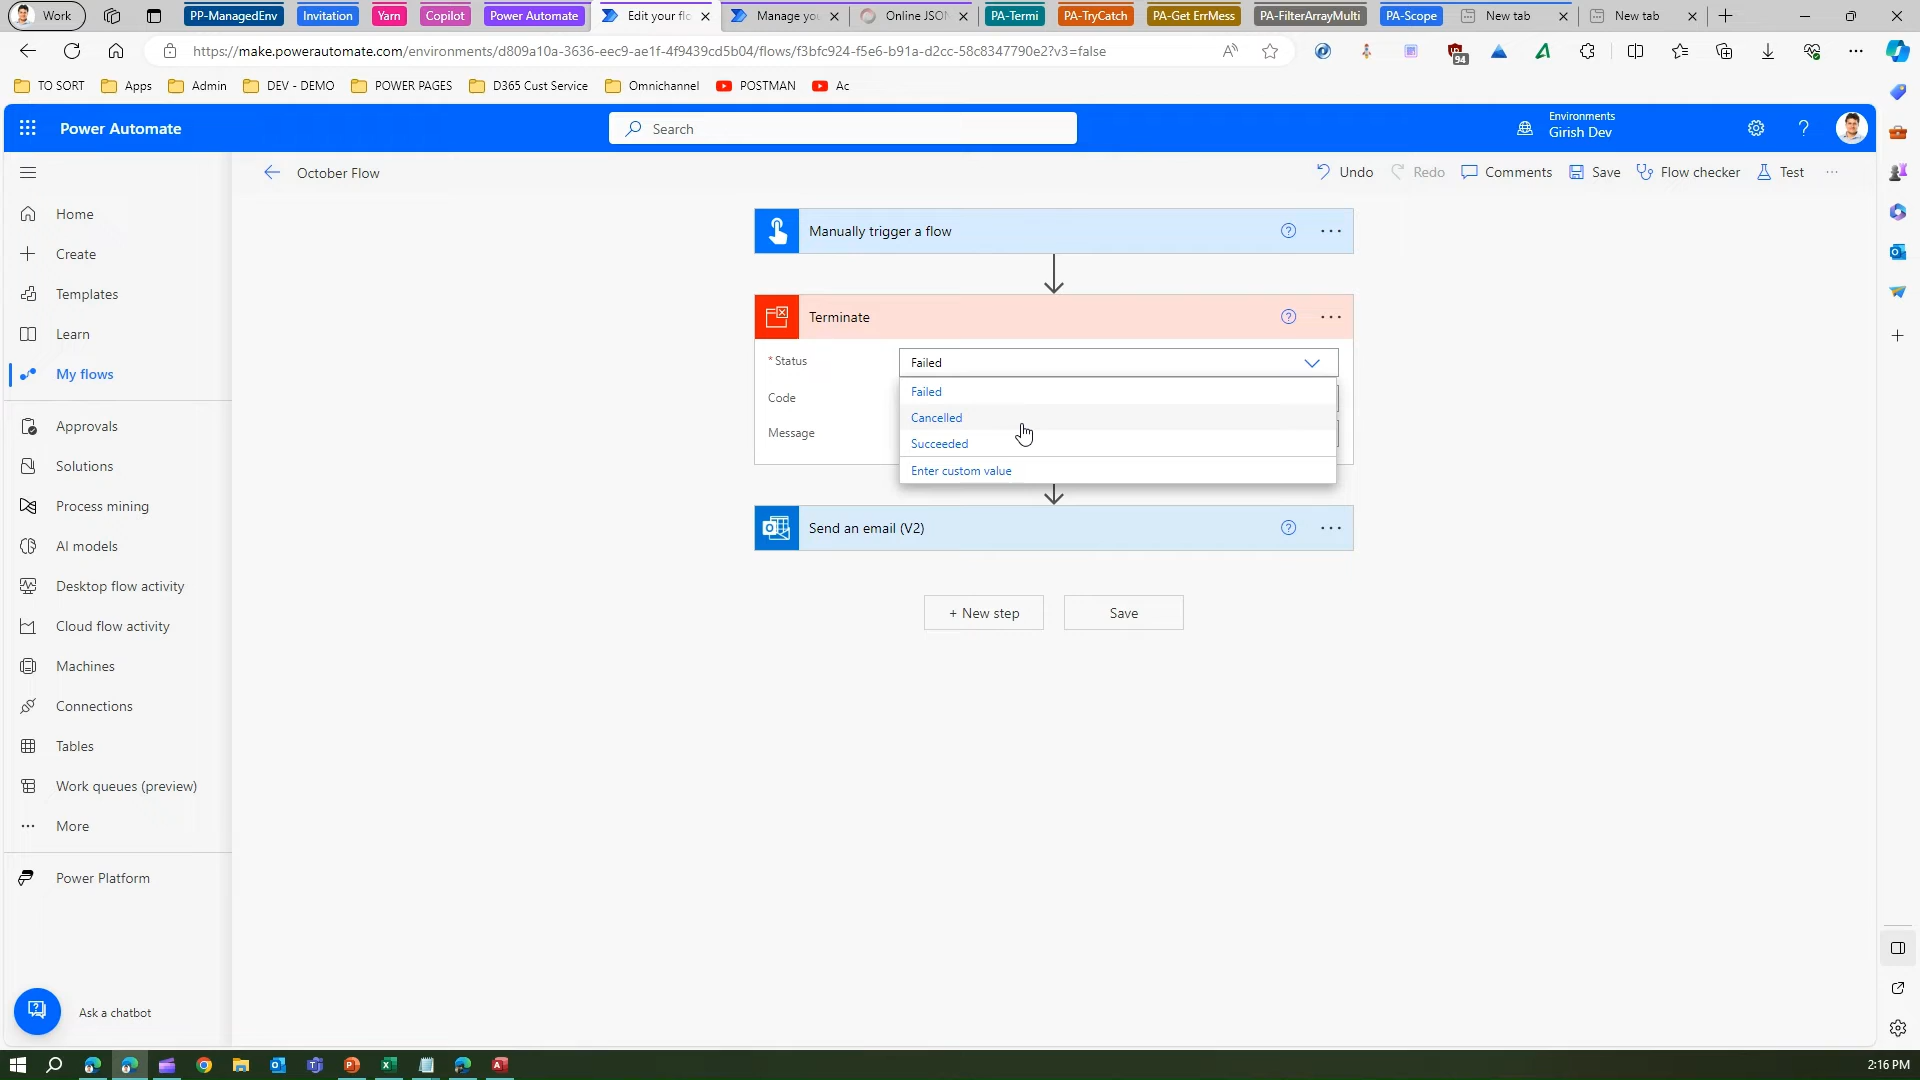 Work
PP-ManagedEnv
Invitation
Yarn
Copilot
Power Automate
Edit your flo
Manage you
Online JSON
PA-Termi
PA-TryCatch
PA-Get ErrMess
PA-FilterArrayMulti
PA-Scope
New tab
New tab
https://make.powerautomate.com/environments/d809a10a-3636-eec9-ae1f-4f9439cd5b04/flows/f3bfc924-f5e6-b91a-d2cc-58c8347790e2?v3=false
94
TO SORT
Apps
Admin
DEV - DEMO
POWER PAGES
D365 Cust Service
Omnichannel
POSTMAN
Ac
Power Automate
Search
Environments
Girish Dev
October Flow
Undo
Redo
Comments
Save
Flow checker
Test
Home
Create
Templates
Learn
My flows
Approvals
Solutions
Process mining
AI models
Desktop flow activity
Cloud flow activity
Machines
Connections
Tables
Work queues (preview)
More
Power Platform
Ask a chatbot
Manually trigger a flow
Terminate
* Status
Failed
Code
Message
Failed
Cancelled
Succeeded
Enter custom value
Send an email (V2)
+ New step
Save
2:16 PM